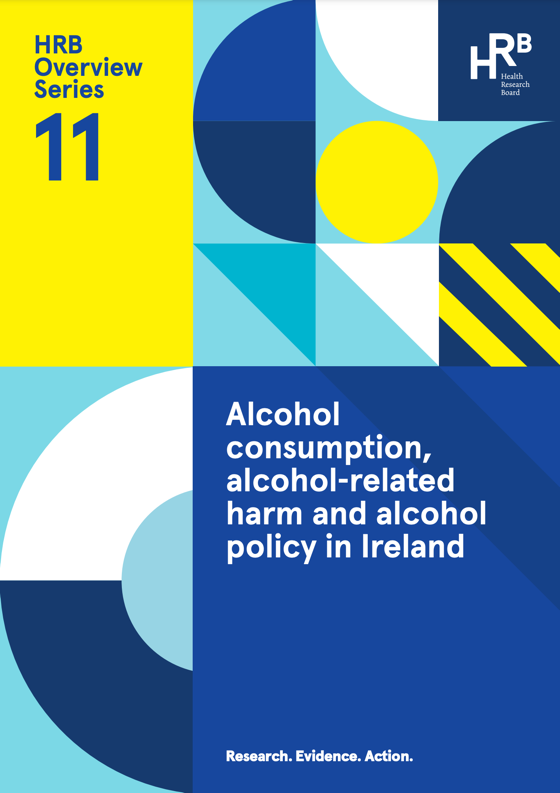 HRB
Overview
Series
11
HRB
Health
Research
Board
Alcohol
consumption,
alcohol-related
harm and alcohol
policy in Ireland
Research. Evidence. Action.